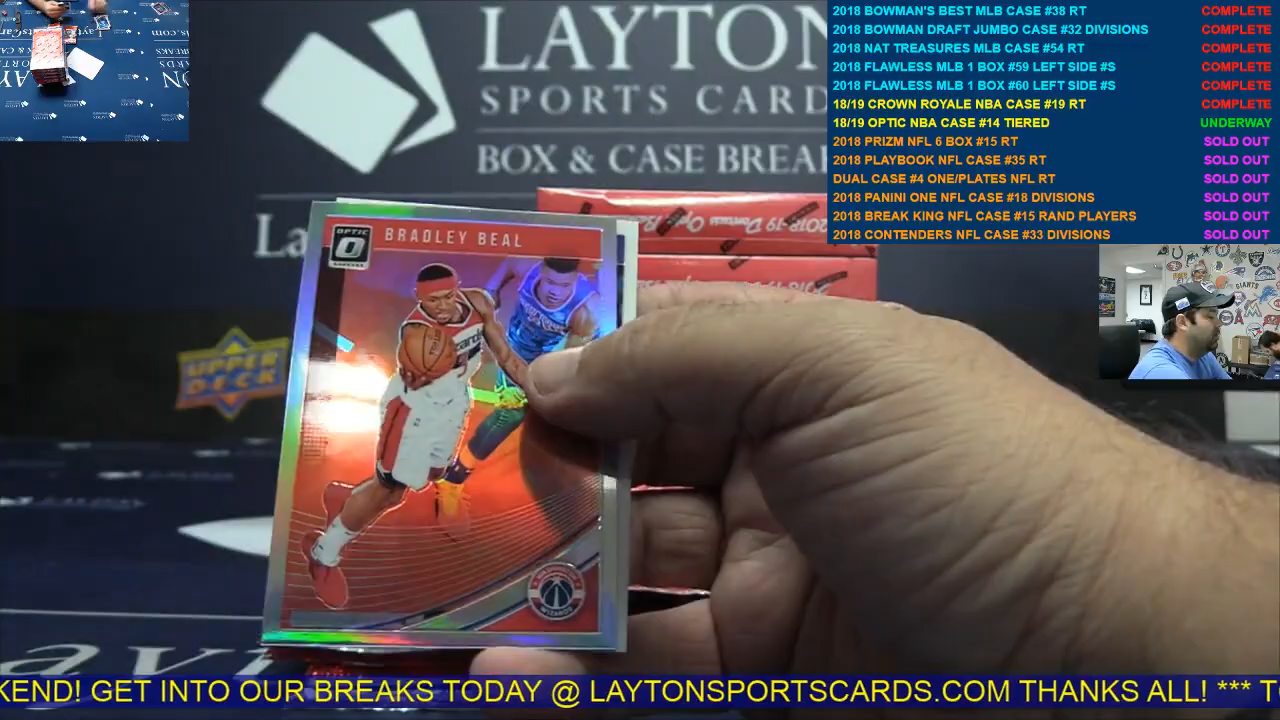 LAYTON
SPORTS CARD
BOX & CASE BREA
La
2018 BOWMAN'S BEST MLB CASE #38 RT COMPLETE
2018 BOWMAN DRAFT JUMBO CASE #32 DIVISIONS COMPLETE
2018 NAT TREASURES MLB CASE #54 RT COMPLETE
2018 FLAWLESS MLB 1 BOX #59 LEFT SIDE #S COMPLETE
2018 FLAWLESS MLB 1 BOX #60 LEFT SIDE #S COMPLETE
18/19 CROWN ROYALE NBA CASE #19 RT COMPLETE
18/19 OPTIC NBA CASE #14 TIERED UNDERWAY
2018 PRIZM NFL 6 BOX #15 RT SOLD OUT
2018 PLAYBOOK NFL CASE #35 RT SOLD OUT
DUAL CASE #4 ONE/PLATES NFL RT SOLD OUT
2018 PANINI ONE NFL CASE #18 DIVISIONS SOLD OUT
2018 BREAK KING NFL CASE #15 RAND PLAYERS SOLD OUT
2018 CONTENDERS NFL CASE #33 DIVISIONS SOLD OUT
OPTIC
BRADLEY BEAL
UPPER
DECK
GIANTS
WASHINGTON
WIZARDS
KEND! GET INTO OUR BREAKS TODAY @ LAYTONSPORTSCARDS.COM THANKS ALL! *** T